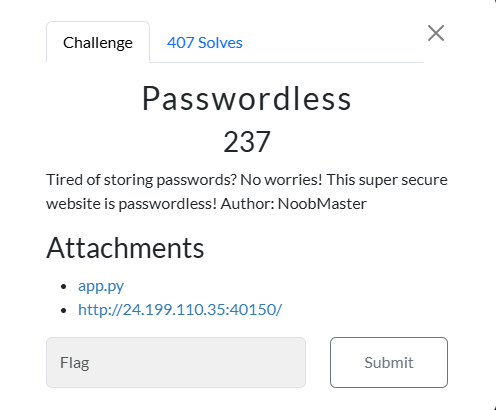 Challenge
407 Solves
Passwordless
237
Tired of storing passwords? No worries! This super secure
website is passwordless! Author: NoobMaster
Attachments
app.py
http://24.199.110.35:40150/
Flag
Submit